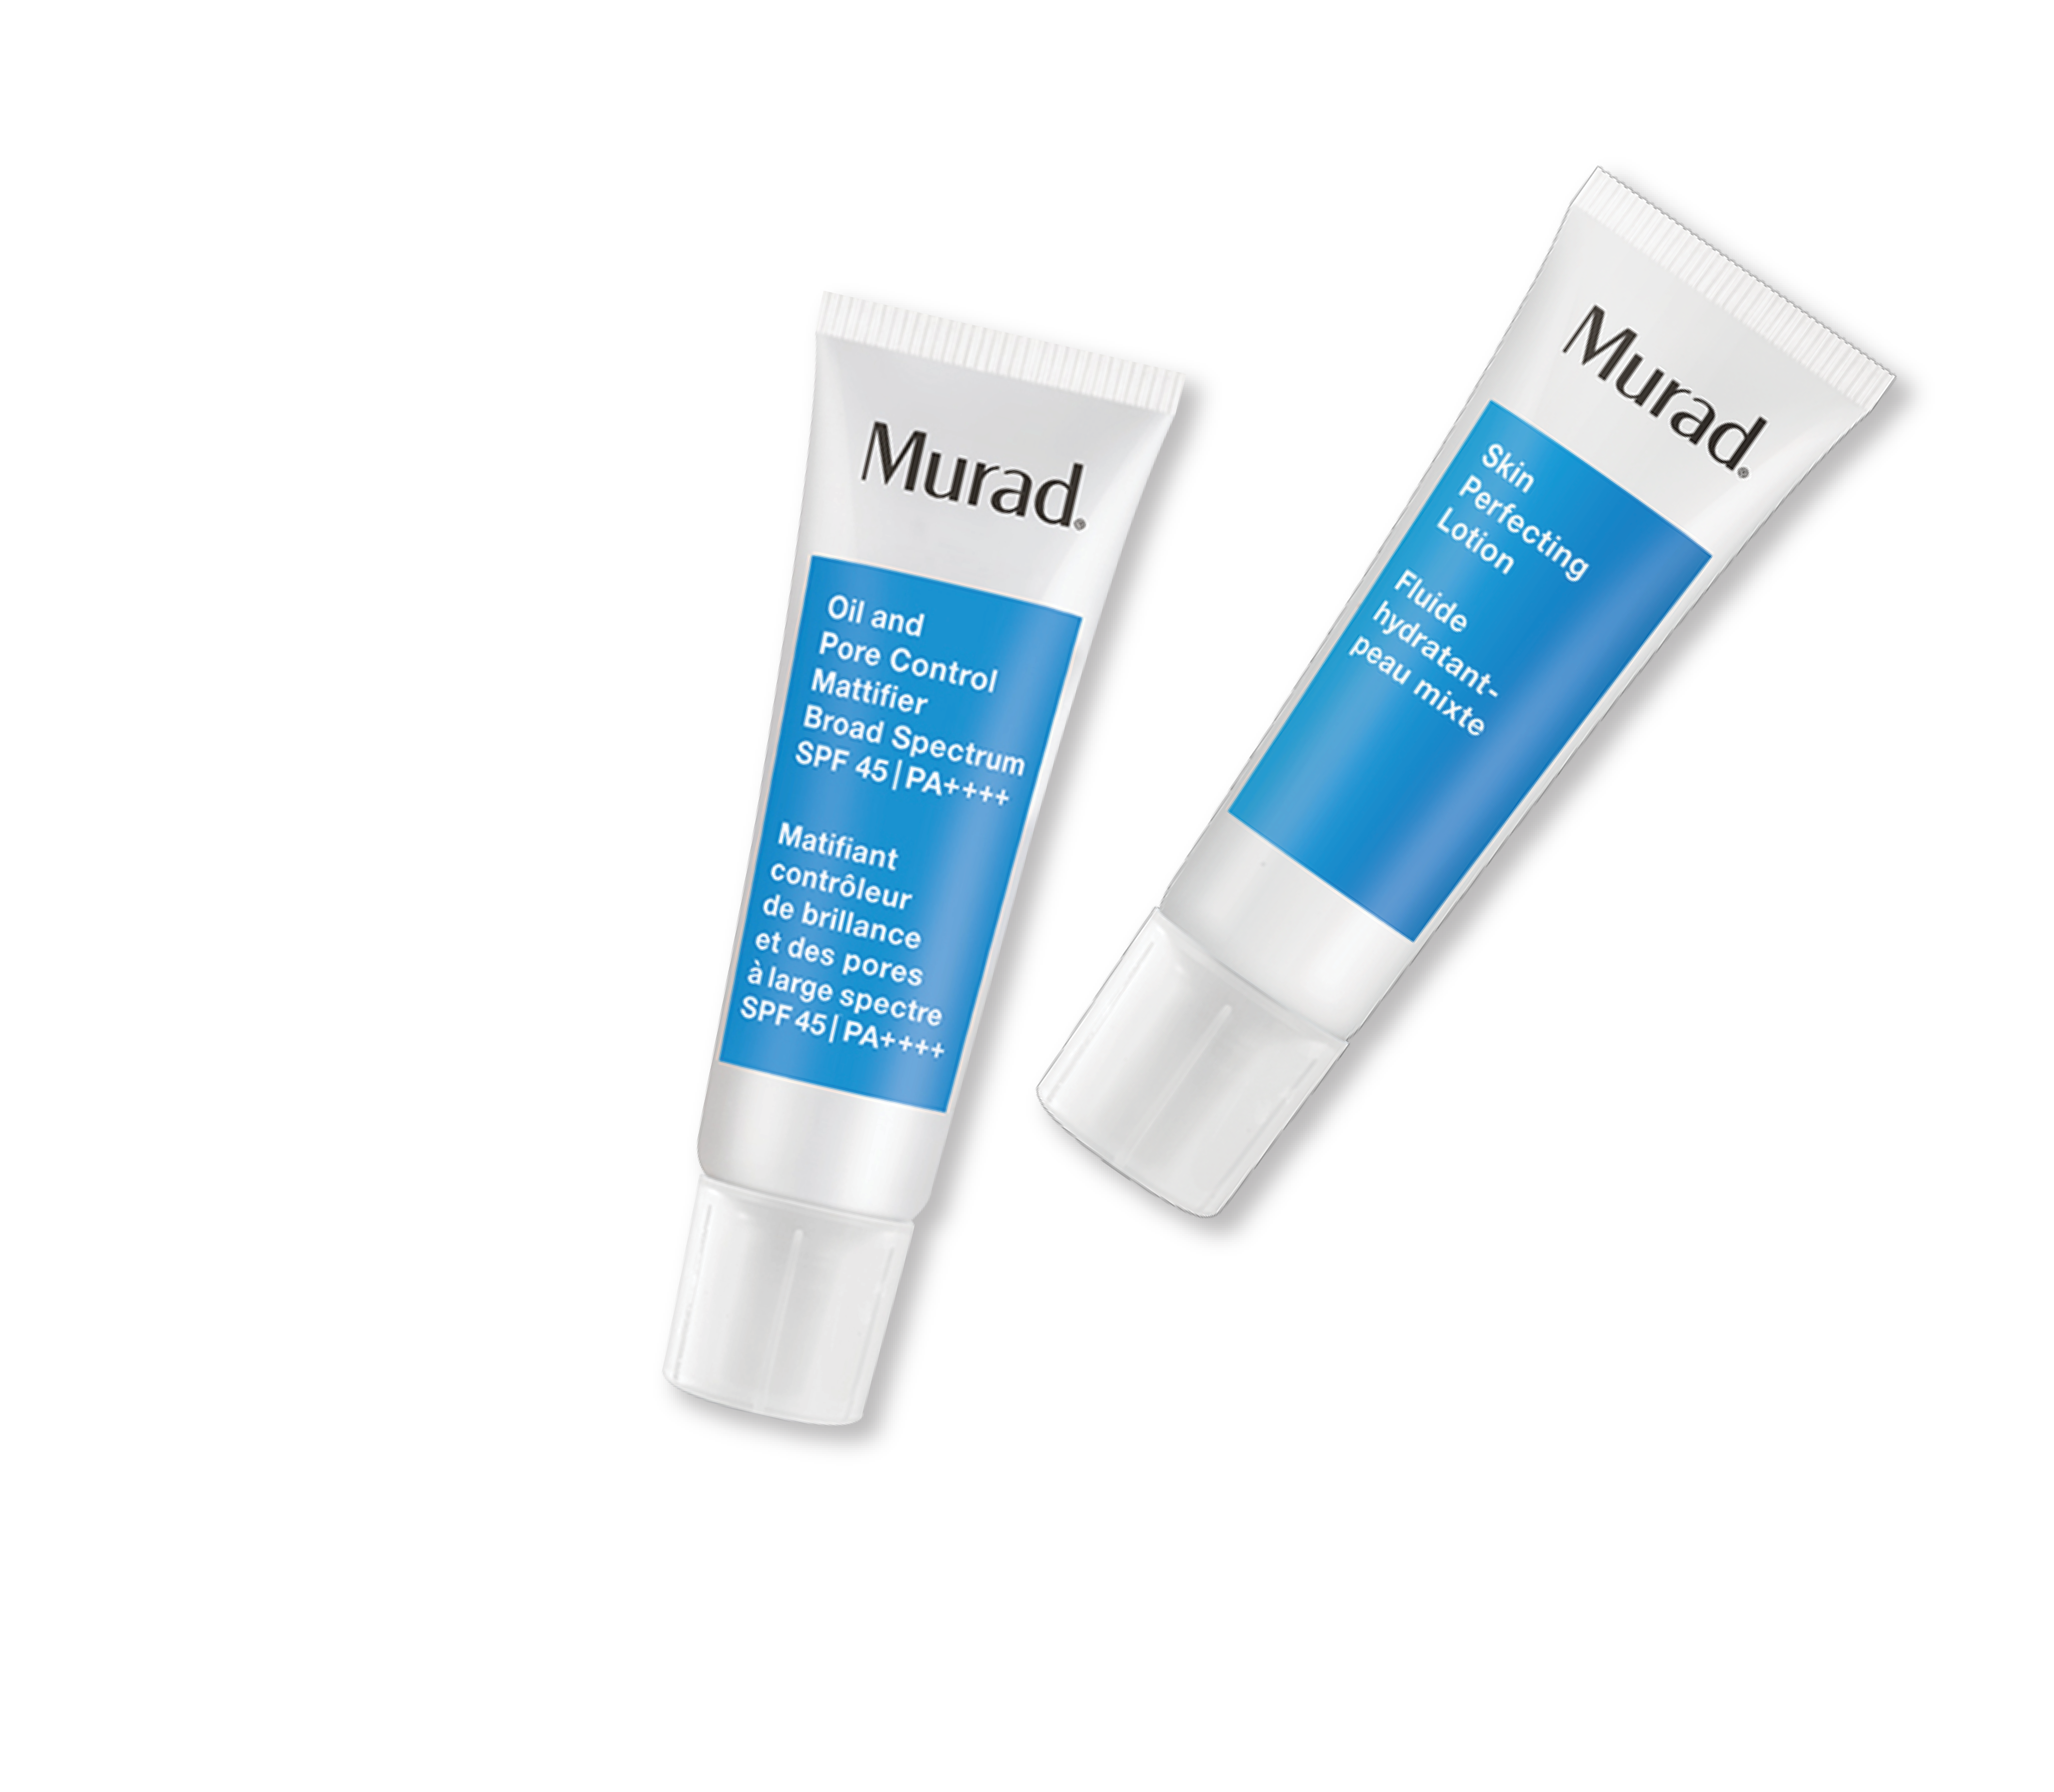 Murad®
Oil and
Pore Control
Mattifier
Broad Spectrum
SPF 45 | PA++++
Matifiant
contrôleur
de brillance
et des pores
à large spectre
SPF 45 | PA++++
Murad®
Skin
Perfecting
Lotion
Fluide
hydratant-
peau mixte